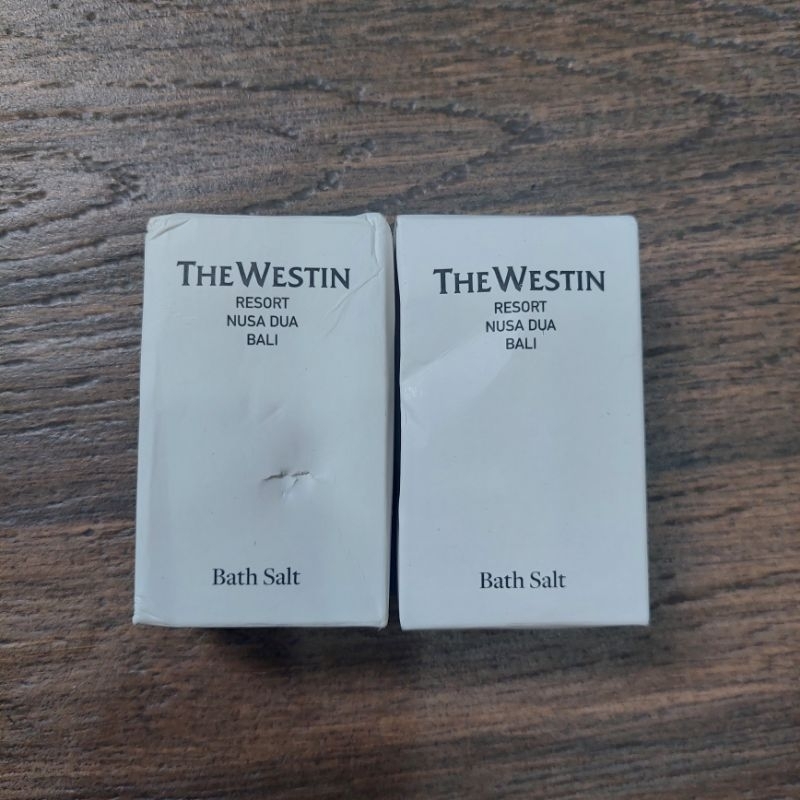 THE WESTIN
RESORT
NUSA DUA
BALI
Bath Salt
THE WESTIN
RESORT
NUSA DUA
BALI
Bath Salt